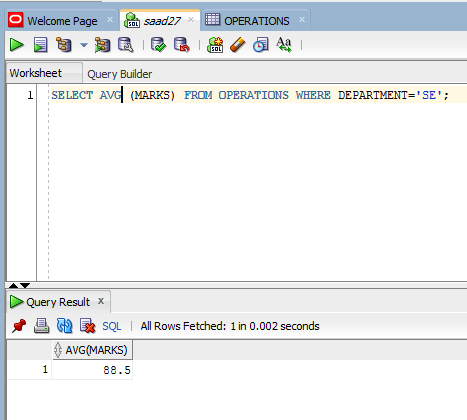 Welcome Page saad27 OPERATIONS
SQL
Worksheet Query Builder
1 SELECT AVG (MARKS) FROM OPERATIONS WHERE DEPARTMENT='SE';
Query Result x
SQL | All Rows Fetched: 1 in 0.002 seconds
AVG(MARKS)
1 88.5